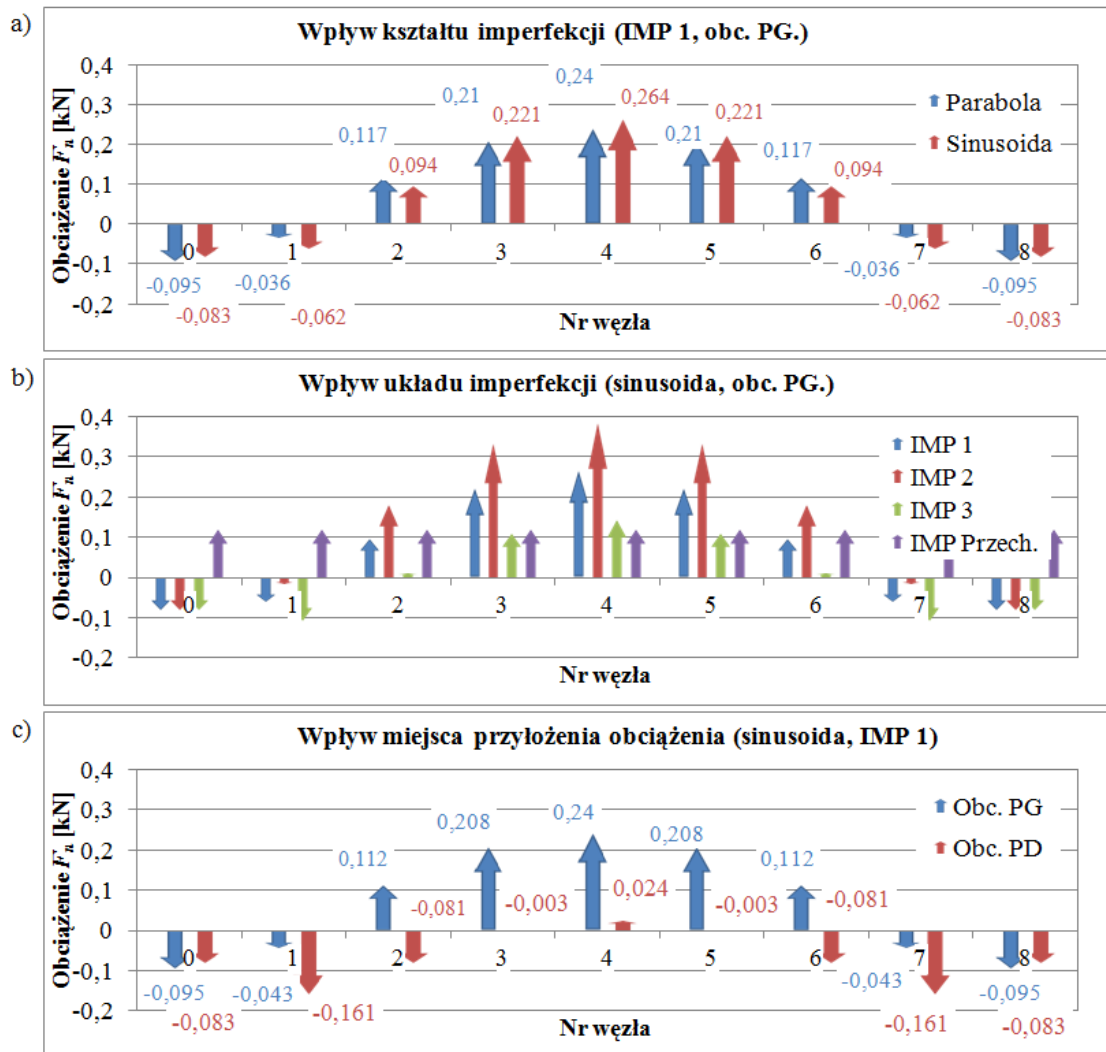 a)
Wpływ kształtu imperfekcji (IMP 1, obc. PG.)
Obciążenie Fn [kN]
0,4
0,3
0,2
0,1
0
-0,1
-0,2
0,117
0,21
0,24
0,21
0,117
0,094
0,221
0,264
0,221
0,094
Parabola
Sinusoida
0 1 2 3 4 5 6 7 8
-0,095 -0,036 -0,036 -0,095
-0,083 -0,062 -0,062 -0,083
Nr węzła
b)
Wpływ układu imperfekcji (sinusoida, obc. PG.)
Obciążenie Fn [kN]
0,4
0,3
0,2
0,1
0
-0,1
-0,2
IMP 1
IMP 2
IMP 3
IMP Przech.
0 1 2 3 4 5 6 7 8
Nr węzła
c)
Wpływ miejsca przyłożenia obciążenia (sinusoida, IMP 1)
Obciążenie Fn [kN]
0,4
0,3
0,2
0,1
0
-0,1
-0,2
0,112
0,208
0,24
0,208
0,112
-0,081
-0,003
0,024
-0,003
-0,081
Obc. PG
Obc. PD
0 1 2 3 4 5 6 7 8
-0,095 -0,043 -0,043 -0,095
-0,083 -0,161 -0,161 -0,083
Nr węzła